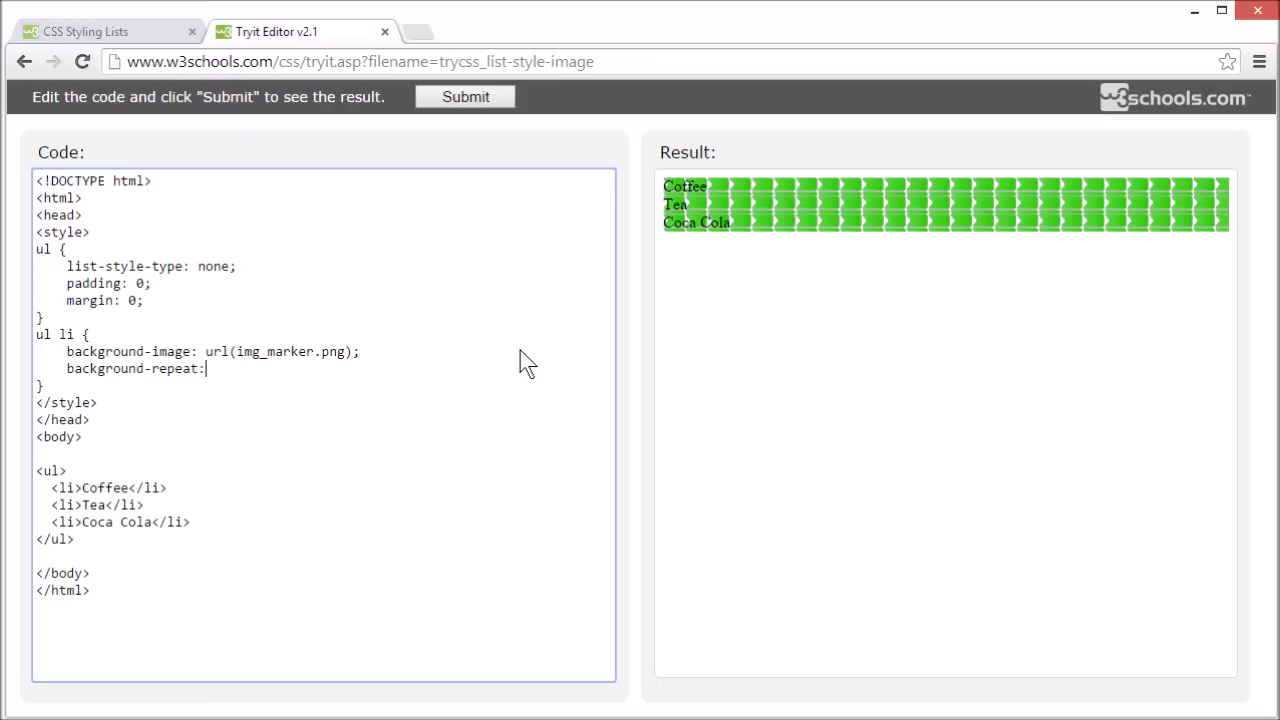 CSS Styling Lists
Tryit Editor v2.1
www.w3schools.com/css/tryit.asp?filename=trycss_list-style-image
Edit the code and click "Submit" to see the result.
Submit
w3schools.com
Code:
<!DOCTYPE html>
<html>
<head>
<style>
ul {
    list-style-type: none;
    padding: 0;
    margin: 0;
}
ul li {
    background-image: url(img_marker.png);
    background-repeat:
}
</style>
</head>
<body>
<ul>
  <li>Coffee</li>
  <li>Tea</li>
  <li>Coca Cola</li>
</ul>
</body>
</html>
Result:
Coffee
Tea
Coca Cola